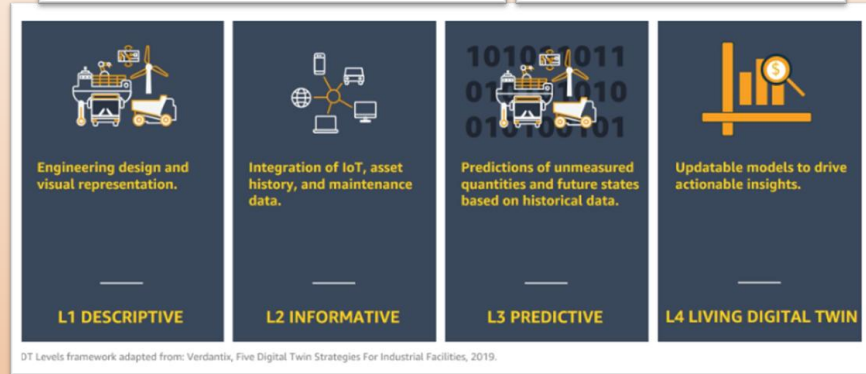 101011011
Engineering design and
visual representation.
L1 DESCRIPTIVE
Integration of IoT, asset
history, and maintenance
data.
L2 INFORMATIVE
Predictions of unmeasured
quantities and future states
based on historical data.
L3 PREDICTIVE
Updatable models to drive
actionable insights.
L4 LIVING DIGITAL TWIN
DT Levels framework adapted from: Verdantix, Five Digital Twin Strategies For Industrial Facilities, 2019.